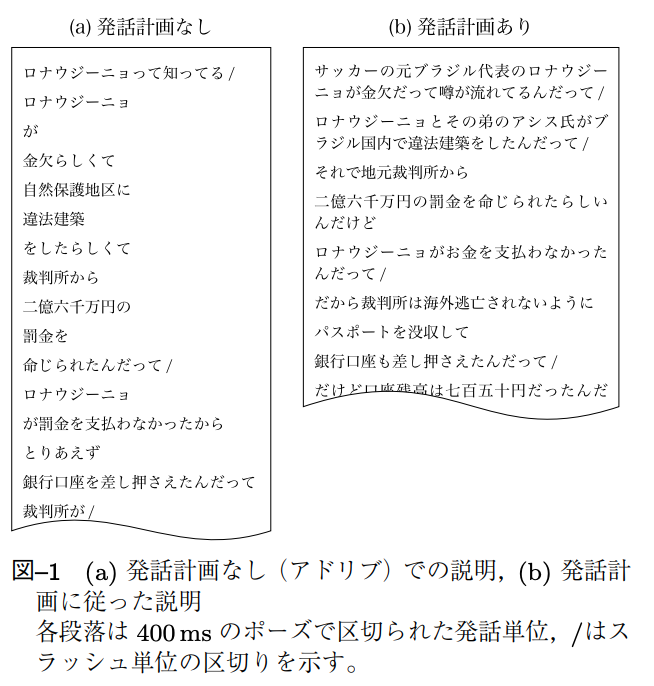 (a) 発話計画なし
ロナウジーニョって知ってる /
ロナウジーニョ
が
金欠らしくて
自然保護地区に
違法建築
をしたらしくて
裁判所から
二億六千万円の
罰金を
命じられたんだって /
ロナウジーニョ
が罰金を支払わなかったから
とりあえず
銀行口座を差し押さえたんだって
裁判所が /
(b) 発話計画あり
サッカーの元ブラジル代表のロナウジー
ニョが金欠だって噂が流れてるんだって /
ロナウジーニョとその弟のアシス氏がブ
ラジル国内で違法建築をしたんだって /
それで地元裁判所から
二億六千万円の罰金を命じられたらしい
んだけど
ロナウジーニョがお金を支払わなかった
んだって /
だから裁判所は海外逃亡されないように
パスポートを没収して
銀行口座も差し押さえたんだって /
だけど口座残高は七百五十円だったんだ
図–1 (a) 発話計画なし（アドリブ）での説明，(b) 発話計
画に従った説明
各段落は 400 ms のポーズで区切られた発話単位，/はス
ラッシュ単位の区切りを示す。